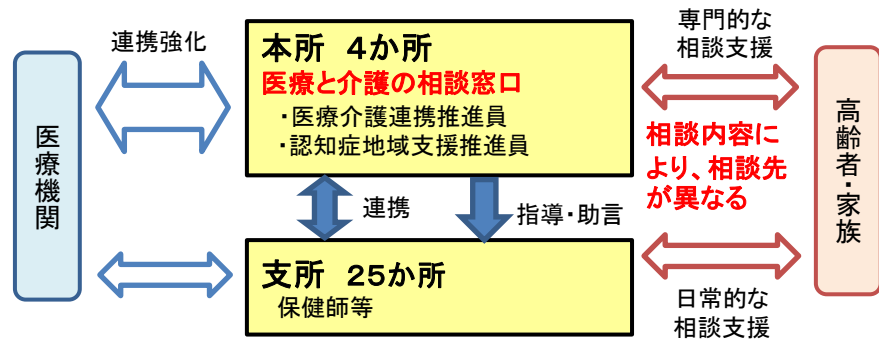 連携強化
医療機関
本所 4か所
医療と介護の相談窓口
・医療介護連携推進員
・認知症地域支援推進員
専門的な
相談支援
相談内容に
より、相談先
が異なる
高齢者・家族
連携
指導・助言
支所 25か所
保健師等
日常的な
相談支援